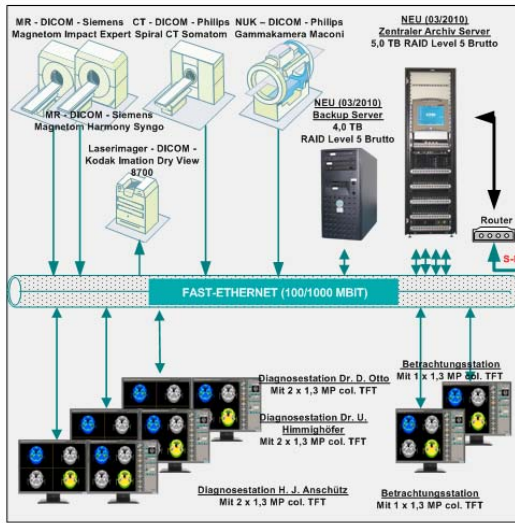 MR - DICOM - Siemens
Magnetom Impact Expert
CT - DICOM - Philips
Spiral CT Somatom
NUK – DICOM - Philips
Gammakamera Maconi
NEU (03/2010)
Zentraler Archiv Server
5,0 TB RAID Level 5 Brutto
NEU (03/2010)
Backup Server
4,0 TB
RAID Level 5 Brutto
MR - DICOM - Siemens
Magnetom Harmony Syngo
Laserimager - DICOM -
Kodak Imation Dry View
8700
Router
FAST-ETHERNET (100/1000 MBIT)
Diagnosestation Dr. D. Otto
Mit 2 x 1,3 MP col. TFT
Diagnosestation Dr. U.
Himmighöfer
Mit 2 x 1,3 MP col. TFT
Diagnosestation H. J. Anschütz
Mit 2 x 1,3 MP col. TFT
Betrachtungsstation
Mit 1 x 1,3 MP col. TFT
Betrachtungsstation
Mit 1 x 1,3 MP col. TFT